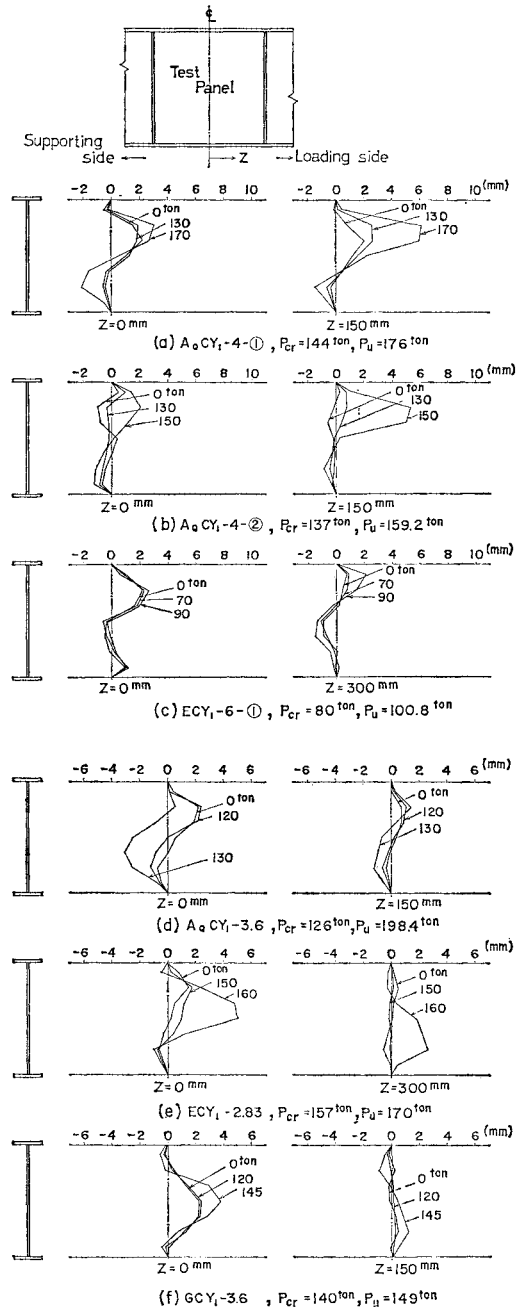 ℄
Test
Panel
Supporting
side
Z
Loading side
-2 0 2 4 6 8 10
-2 0 2 4 6 8 10 (mm)
0 ton
130
170
0 ton
130
170
Z=0 mm
Z=150 mm
(a) AQCY1-4-①, Pcr=144 ton, Pu=176 ton
-2 0 2 4 6 8 10
-2 0 2 4 6 8 10 (mm)
0 ton
130
150
0 ton
130
150
Z=0 mm
Z=150 mm
(b) AQCY1-4-②, Pcr=137 ton, Pu=159.2 ton
-2 0 2 4 6 8 10
-2 0 2 4 6 8 10 (mm)
0 ton
70
90
0 ton
70
90
Z=0 mm
Z=300 mm
(c) ECY1-6-①, Pcr=80 ton, Pu=100.8 ton
-6 -4 -2 0 2 4 6
-6 -4 -2 0 2 4 6 (mm)
0 ton
120
130
0 ton
120
130
Z=0 mm
Z=150 mm
(d) AQCY1-3.6, Pcr=126 ton, Pu=198.4 ton
-6 -4 -2 0 2 4 6
-6 -4 -2 0 2 4 6 (mm)
0 ton
150
160
0 ton
150
160
Z=0 mm
Z=300 mm
(e) ECY1-2.83, Pcr=157 ton, Pu=170 ton
-6 -4 -2 0 2 4 6
-6 -4 -2 0 2 4 6 (mm)
0 ton
120
145
0 ton
120
145
Z=0 mm
Z=150 mm
(f) GCY1-3.6, Pcr=140 ton, Pu=149 ton